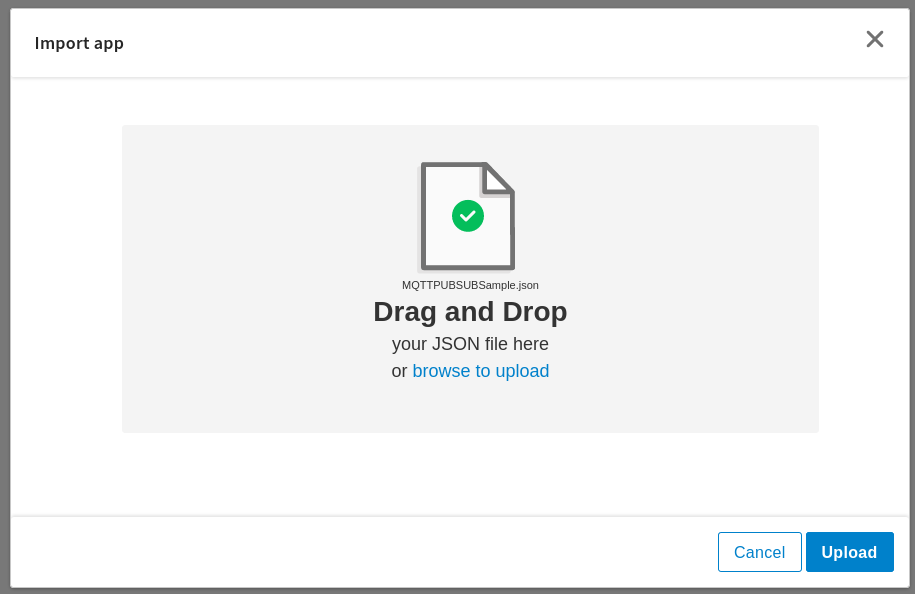 Import app
MQTTPUBSUBSample.json
Drag and Drop
your JSON file here
or browse to upload
Cancel
Upload